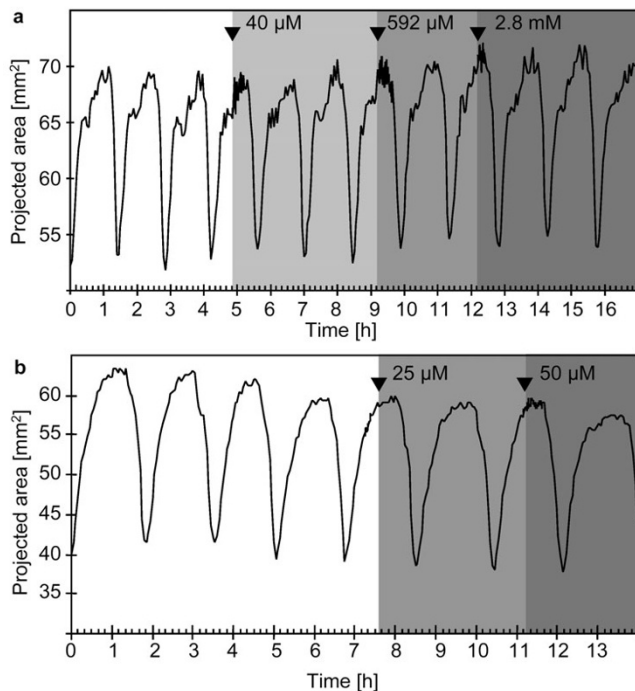 a
40 µM
592 µM
2.8 mM
Projected area [mm²]
70
65
60
55
0 1 2 3 4 5 6 7 8 9 10 11 12 13 14 15 16
Time [h]
b
25 µM
50 µM
Projected area [mm²]
60
55
50
45
40
35
0 1 2 3 4 5 6 7 8 9 10 11 12 13
Time [h]